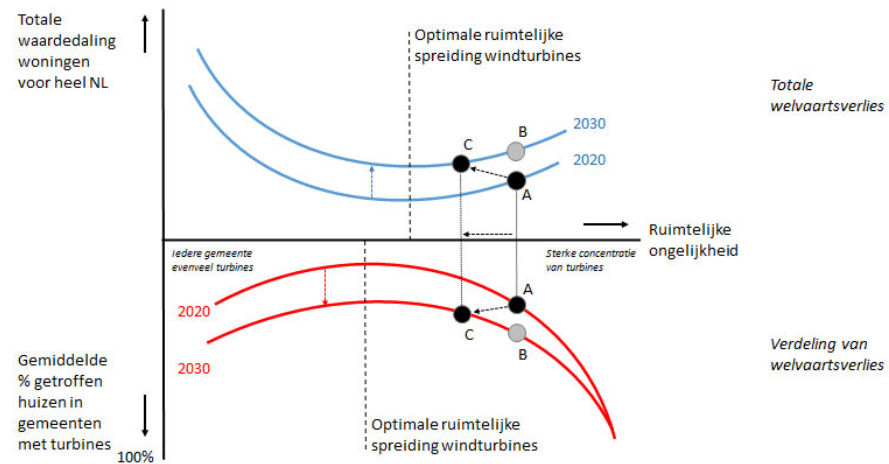 Totale
waardedaling
woningen
voor heel NL
Optimale ruimtelijke
spreiding windturbines
Totale
welvaartsverlies
2030
B
C
2020
A
Ruimtelijke
ongelijkheid
Iedere gemeente
evenveel turbines
Sterke concentratie
van turbines
A
2020
C
B
2030
Verdeling van
welvaartsverlies
Gemiddelde
% getroffen
huizen in
gemeenten
met turbines
Optimale ruimtelijke
spreiding windturbines
100%